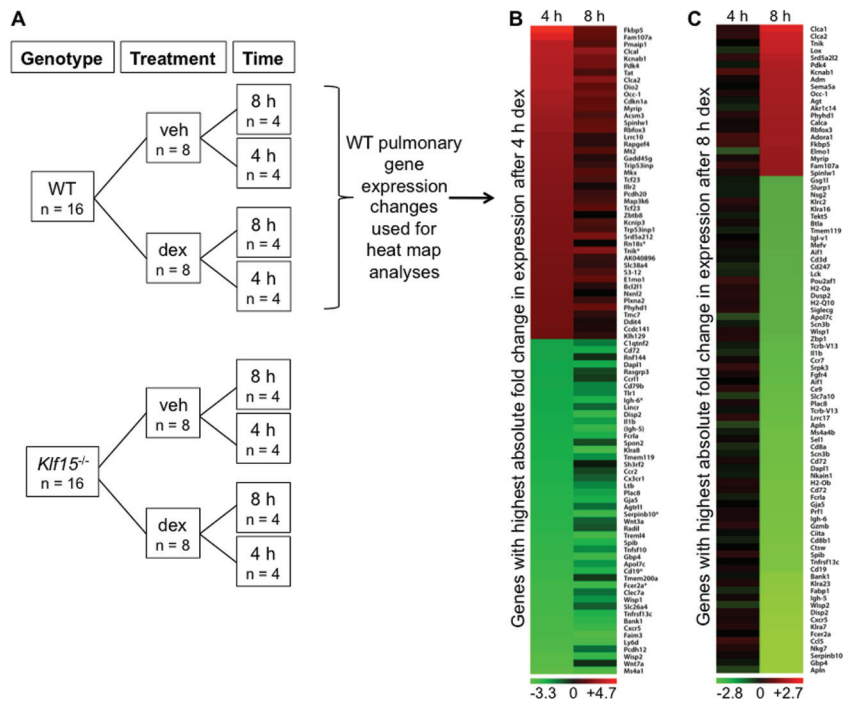 A
Genotype
Treatment
Time
WT
n = 16
veh
n = 8
8 h
n = 4
4 h
n = 4
dex
n = 8
8 h
n = 4
4 h
n = 4
WT pulmonary
gene
expression
changes
used for
heat map
analyses
Klf15-/-
n = 16
veh
n = 8
8 h
n = 4
4 h
n = 4
dex
n = 8
8 h
n = 4
4 h
n = 4
B
4 h 8 h
Genes with highest absolute fold change in expression after 4 h dex
Fkbp5
Fam107a
Pmaip1
Clcal
Kcnab1
Pdk4
Tat
Clca2
Dio2
Occ-1
Cdkn1a
Myrip
Acsm3
Spinlw1
Rbfox3
Lrrc10
Rapgef4
Mt2
Gadd45g
Trip53inp
Mkx
Tcf23
Illr2
Pcdh20
Map3k6
Tcf23
Zbtb8
Kcnip3
Trp53inp1
Srd5a212
Rn18s*
Tnik*
AK040896
Slc38a4
S3-12
E1mo1
Bcl2l1
Nxnl2
Plxna2
Phyhd1
Tmc7
Ddit4
Ccdc141
Klh129
C1qtnf2
Cd72
Rnf144
Dapl1
Rasgrp3
Ccrl1
Cd79b
Tlr1
Igh-6*
Lincr
Disp2
Il1b
(Igh-5)
Fcrla
Spon2
Klra8
Tmem119
Sh3rf2
Ccr2
Cx3cr1
Ltb
Plac8
Gja5
Agtrl1
Serpinb10*
Wnt3a
Radil
Treml4
Spib
Tnfsf10
Gbp4
Apol7c
Cd19*
Tmem200a
Fcer2a*
Clec7a
Wisp1
Slc26a4
Tnfrsf13c
Bank1
Cxcr5
Faim3
Ly6d
Pcdh12
Wisp2
Wnt7a
Ms4a1
-3.3 0 +4.7
C
4 h 8 h
Genes with highest absolute fold change in expression after 8 h dex
Clca1
Clca2
Tnik
Lox
Srd5a2l2
Pdk4
Kcnab1
Adm
Sema5a
Occ-1
Agt
Akr1c14
Phyhd1
Calca
Rbfox3
Adora1
Fkbp5
Elmo1
Myrip
Fam107a
Spinlw1
Gsg1l
Slurp1
Nsg2
Klrc2
Klra16
Tekt5
Btla
Tmem119
Igl-v1
Mefv
Aif1
Cd3d
Cd247
Lck
Pou2af1
H2-Oa
Dusp2
H2-Q10
Siglecg
Apol7c
Scn3b
Wisp1
Zbp1
Tcrb-V13
Il1b
Ccr7
Srpk3
Fgfr4
Aif1
Ce9
Slc7a10
Plac8
Tcrb-V13
Lrrc17
Apln
Ms4a4b
Sel1
Cd8a
Scn3b
Cd72
Dapl1
Nkain1
H2-Ob
Cd72
Fcrla
Gja5
Prf1
Igh-6
Gzmb
Ciita
Cd8b1
Ctsw
Spib
Tnfrsf13c
Cd19
Bank1
Klra23
Fabp1
Igh-5
Wisp2
Disp2
Cxcr5
Klra7
Fcer2a
Ccl5
Nkg7
Serpinb10
Gbp4
Apln
-2.8 0 +2.7